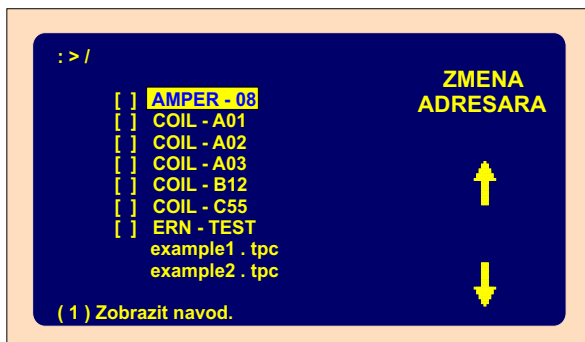 : > /
ZMENA
ADRESARA
[ ] AMPER - 08
[ ] COIL - A01
[ ] COIL - A02
[ ] COIL - A03
[ ] COIL - B12
[ ] COIL - C55
[ ] ERN - TEST
example1 . tpc
example2 . tpc
( 1 ) Zobrazit navod.